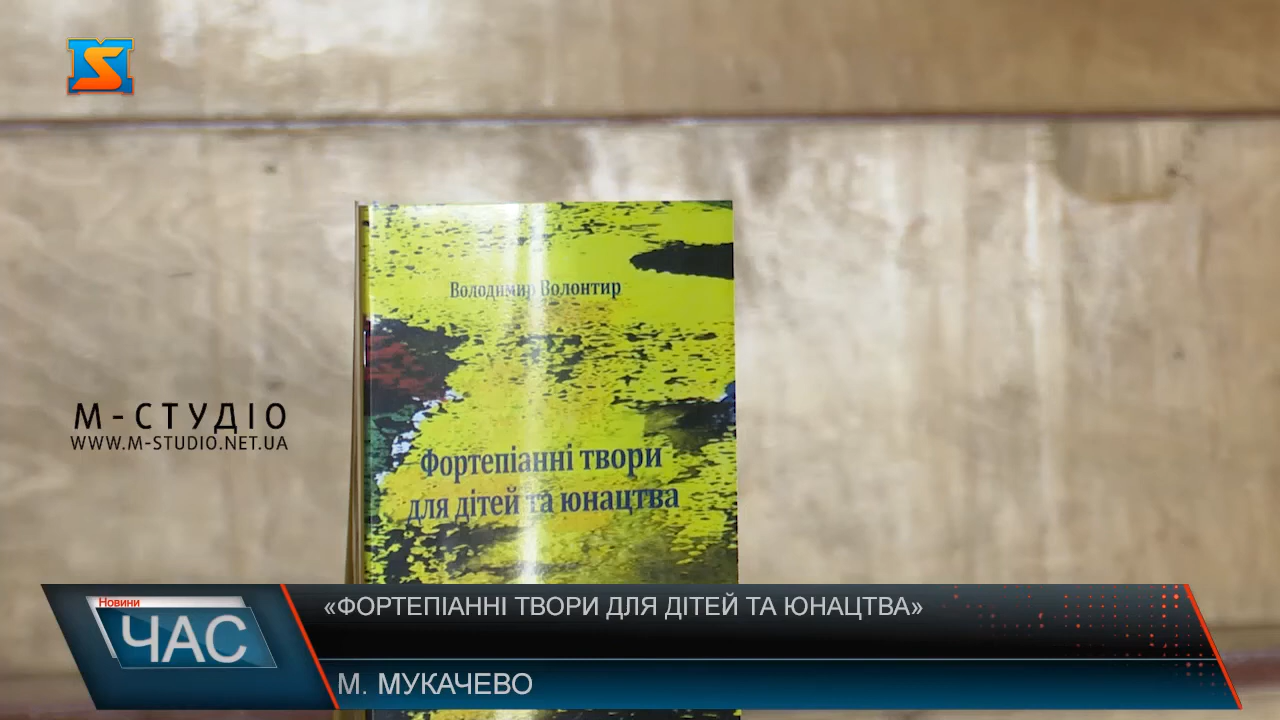 Володимир Волонтир
М-СТУДІО
WWW.M-STUDIO.NET.UA
Фортепіанні твори
для дітей та юнацтва
Новини
ЧАС
«ФОРТЕПІАННІ ТВОРИ ДЛЯ ДІТЕЙ ТА ЮНАЦТВА»
М. МУКАЧЕВО